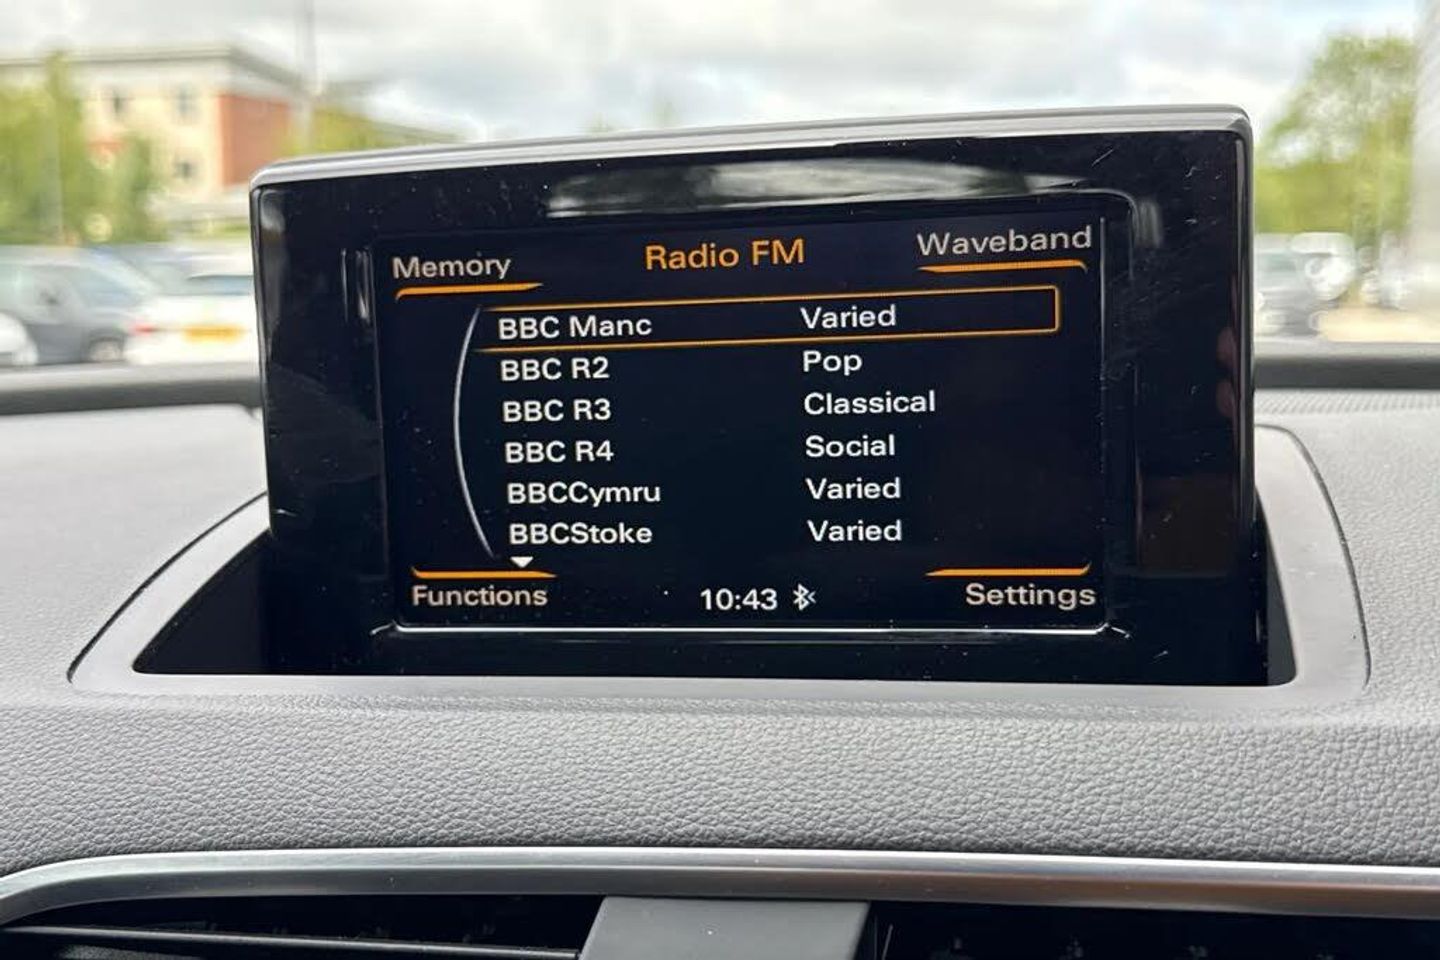 Memory Radio FM Waveband
BBC Manc Varied
BBC R2 Pop
BBC R3 Classical
BBC R4 Social
BBCCymru Varied
BBCStoke Varied
Functions 10:43 Settings